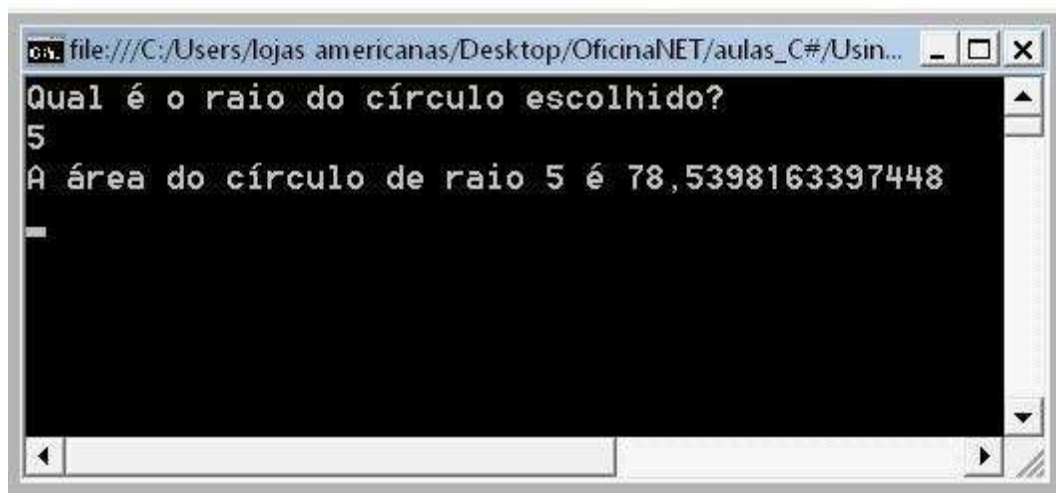 file:///C:/Users/lojas americanas/Desktop/OficinaNET/aulas_C#/Usin...
Qual é o raio do círculo escolhido?
5
A área do círculo de raio 5 é 78,5398163397448